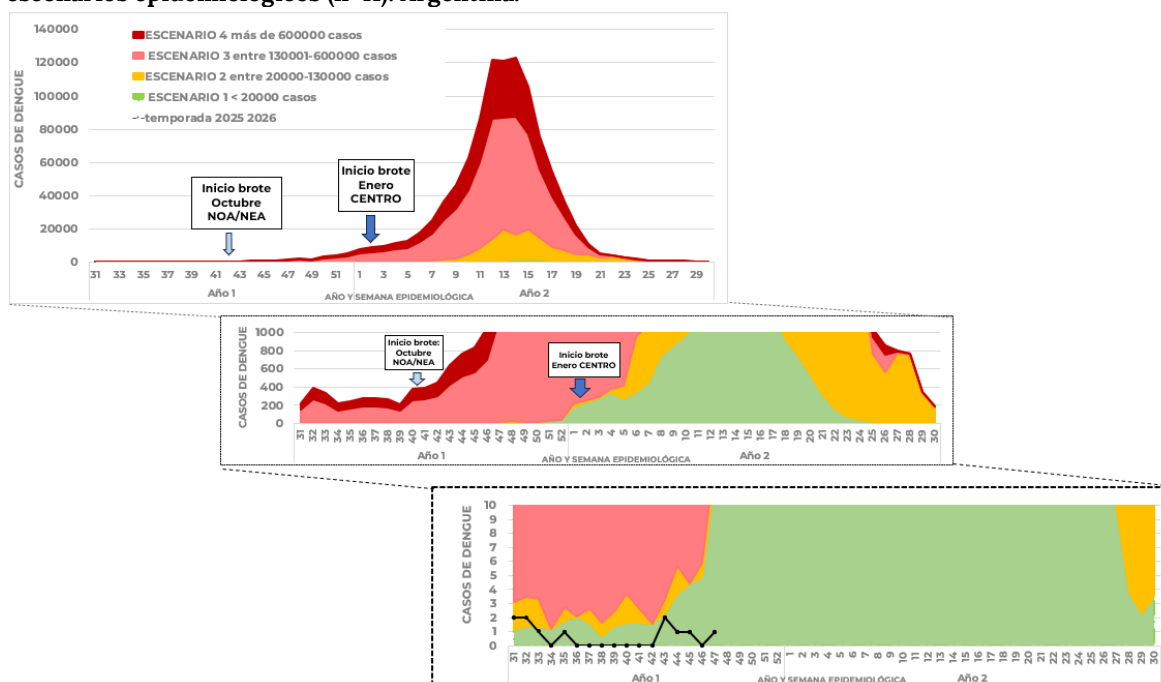 escenarios epidemiológicos (n=X). Argentina.
140000
120000
100000
80000
60000
40000
20000
0
CASOS DE DENGUE
ESCENARIO 4 más de 600000 casos
ESCENARIO 3 entre 130001-600000 casos
ESCENARIO 2 entre 20000-130000 casos
ESCENARIO 1 < 20000 casos
temporada 2025 2026
Inicio brote
Octubre
NOA/NEA
Inicio brote
Enero
CENTRO
31 33 35 37 39 41 43 45 47 49 51 1 3 5 7 9 11 13 15 17 19 21 23 25 27 29
Año 1 Año 2
AÑO Y SEMANA EPIDEMIOLÓGICA
1000
800
600
400
200
0
CASOS DE DENGUE
Inicio brote:
Octubre
NOA/NEA
Inicio brote
Enero CENTRO
31 32 33 34 35 36 37 38 39 40 41 42 43 44 45 46 47 48 49 50 51 52 1 2 3 4 5 6 7 8 9 10 11 12 13 14 15 16 17 18 19 20 21 22 23 24 25 26 27 28 29 30
Año 1 Año 2
AÑO Y SEMANA EPIDEMIOLÓGICA
10
9
8
7
6
5
4
3
2
1
0
CASOS DE DENGUE
31 32 33 34 35 36 37 38 39 40 41 42 43 44 45 46 47 48 49 50 51 52 1 2 3 4 5 6 7 8 9 10 11 12 13 14 15 16 17 18 19 20 21 22 23 24 25 26 27 28 29 30
Año 1 AÑO Y SEMANA EPIDEMIOLÓGICA Año 2